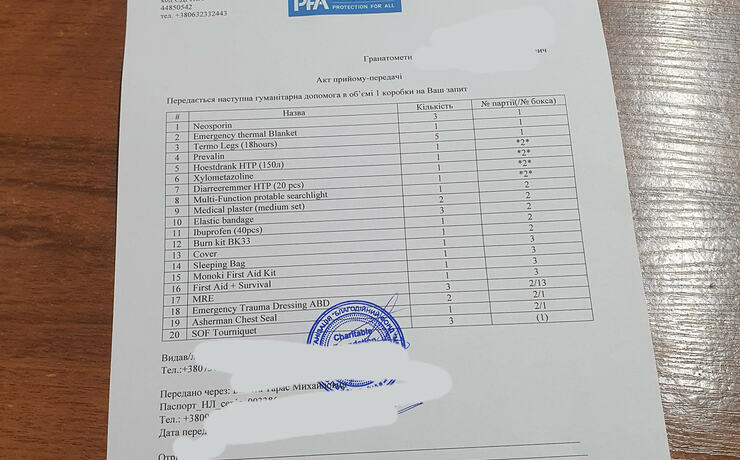 44850542
тел. +380632332443
PFA PROTECTION FOR ALL
Гранатомети
вич
Акт прийому-передачі
Передається наступна гуманітарна допомога в об'ємі 1 коробки на Ваш запит
# Назва Кількість № партії(/№ бокса)
1 Neosporin 3 1
2 Emergency thermal Blanket 1 1
3 Termo Legs (18hours) 5 1
4 Prevalin 1 *2*
5 Hoestdrank HTP (150л) 1 *2*
6 Xylometazoline 1 *2*
7 Diarreeremmer HTP (20 pcs) 1 *2*
8 Multi-Function protable searchlight 1 2
9 Medical plaster (medium set) 2 2
10 Elastic bandage 3 2
11 Ibuprofen (40pcs) 1 2
12 Burn kit BK33 1 2
13 Cover 1 3
14 Sleeping Bag 1 3
15 Monoki First Aid Kit 1 3
16 First Aid + Survival 1 3
17 MRE 3 2/13
18 Emergency Trauma Dressing ABD 2 2/1
19 Asherman Chest Seal 1 2/1
20 SOF Tourniquet 3 (1)
Charitable
Видав/
Тел.:+380
Передано через: Тарас Михайло
Паспорт_НЛ_
Тел.: +380
Дата перед
Отр